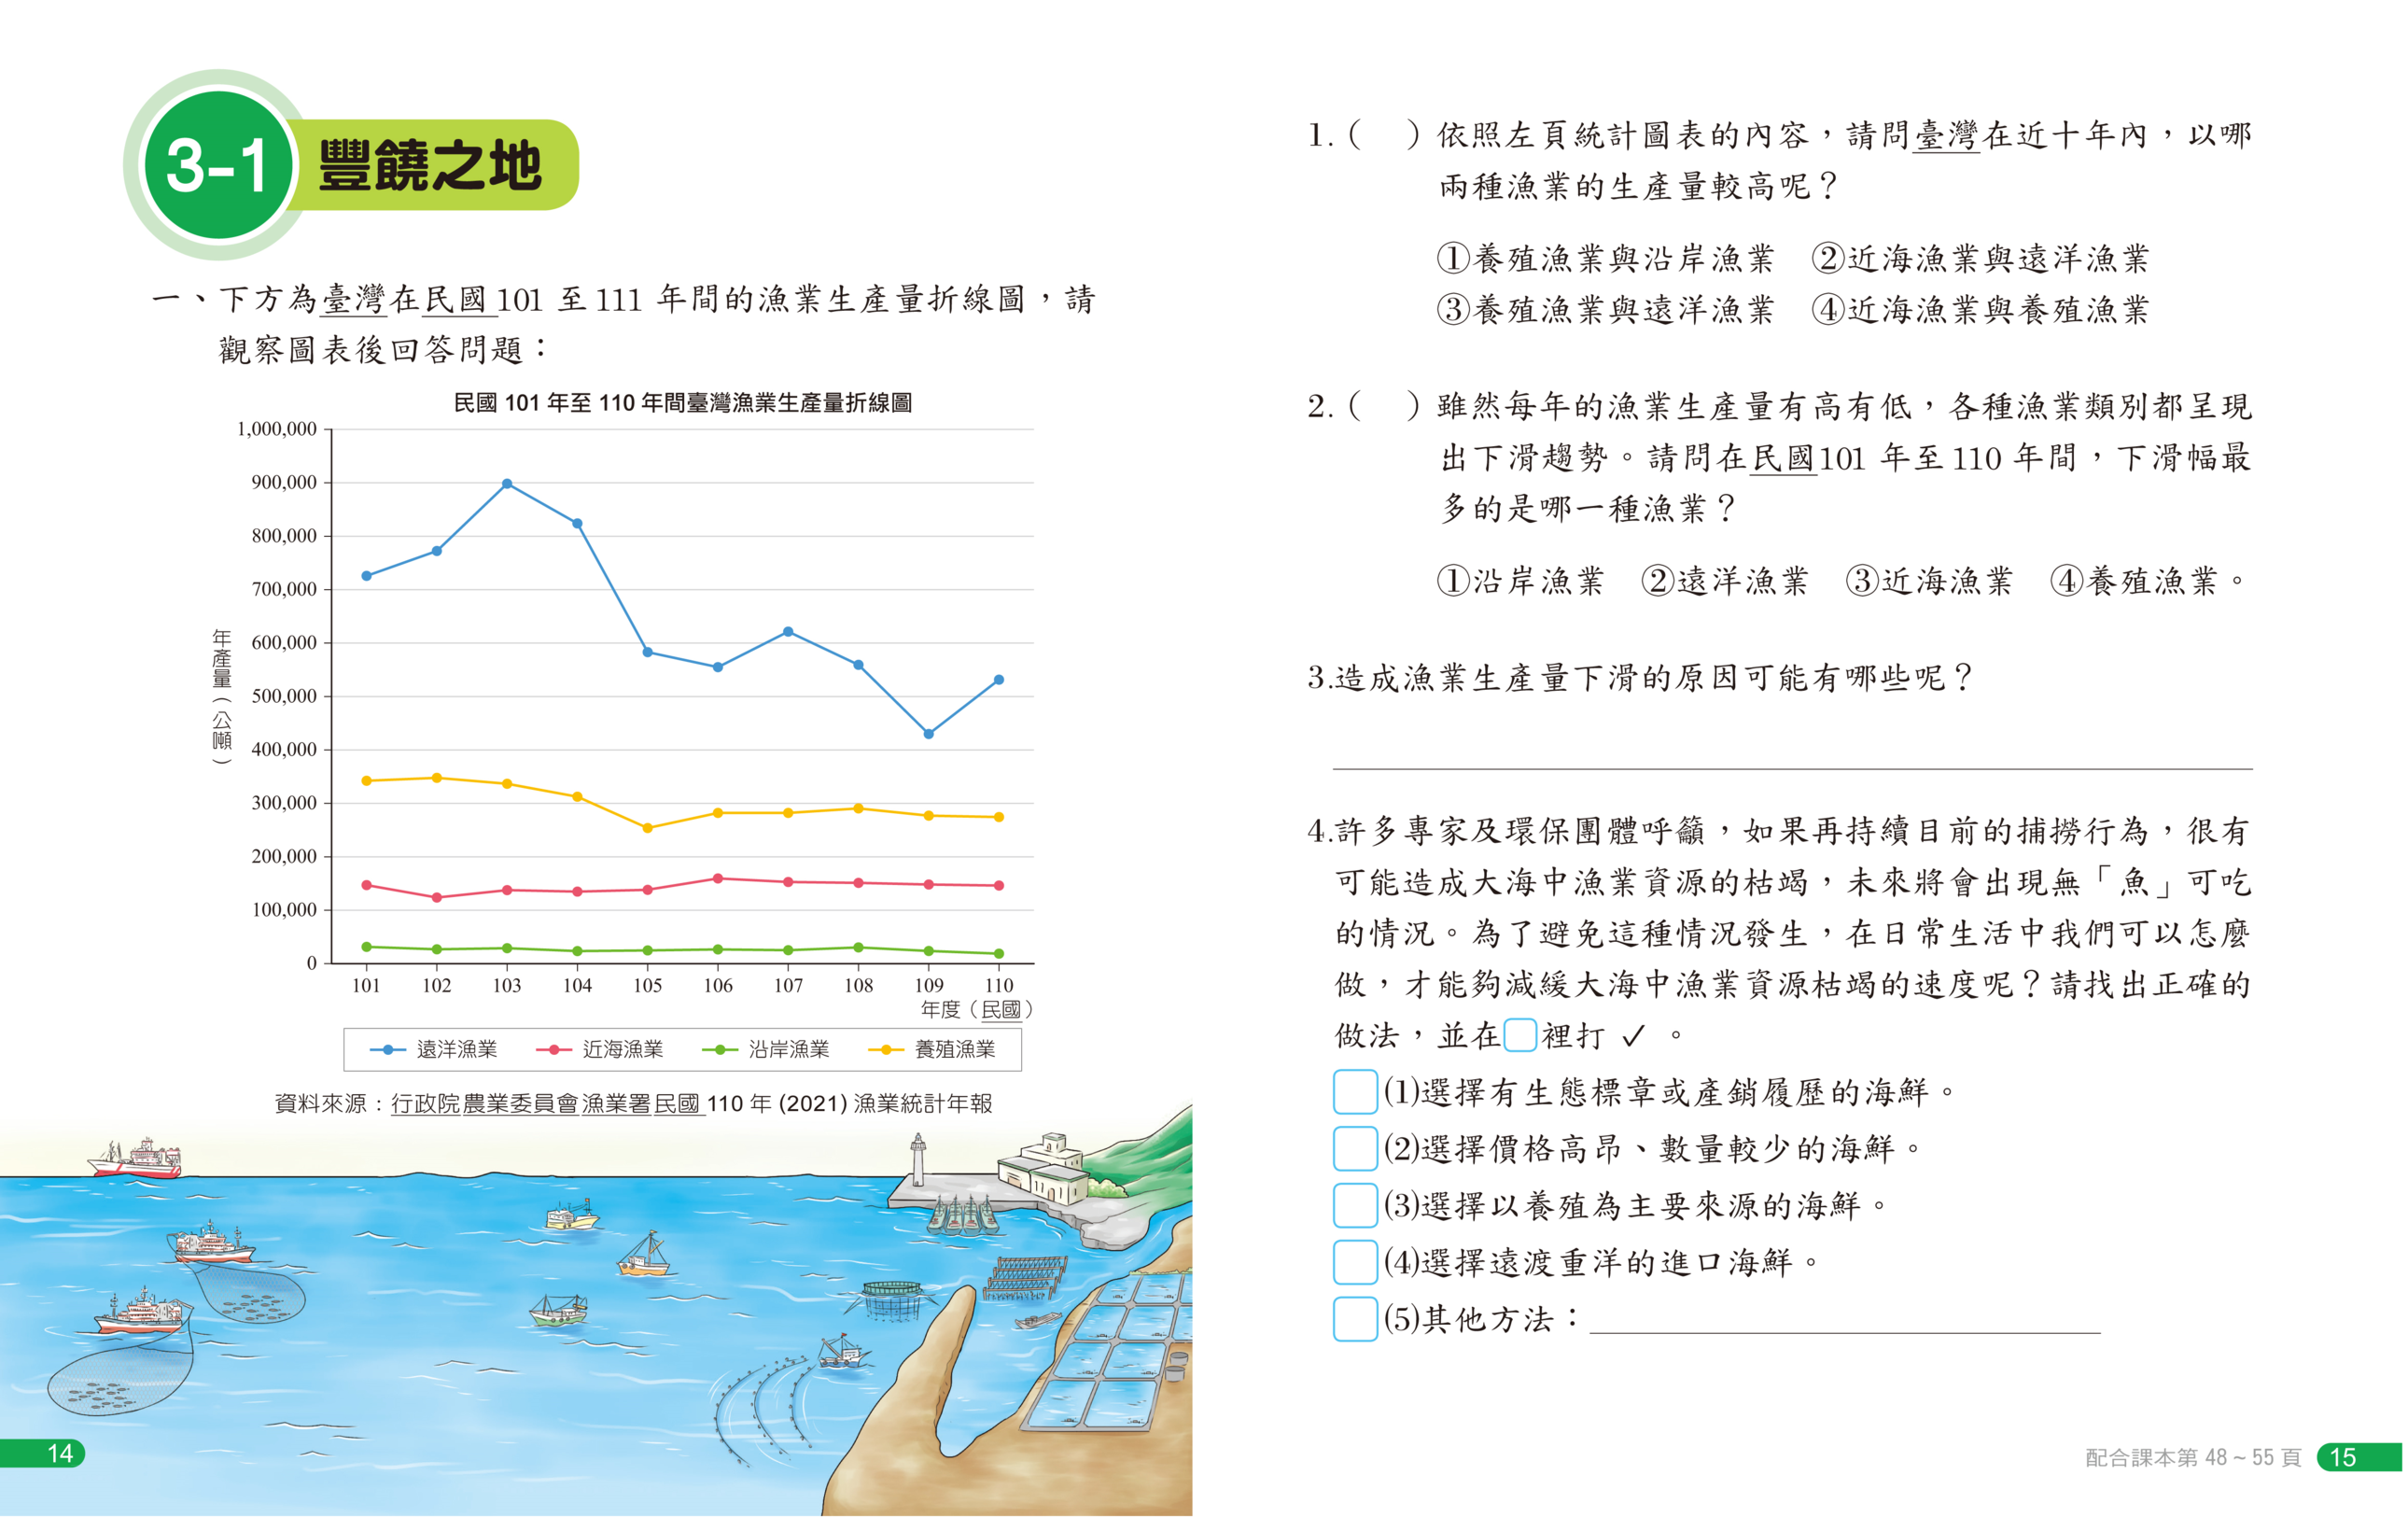 3-1 豐饒之地
一、下方為臺灣在民國101 至111 年間的漁業生產量折線圖，請
觀察圖表後回答問題：
民國 101 年至 110 年間臺灣漁業生產量折線圖
1,000,000
900,000
800,000
700,000
600,000
500,000
400,000
300,000
200,000
100,000
0
年產量（公噸）
101 102 103 104 105 106 107 108 109 110
年度（民國）
遠洋漁業 近海漁業 沿岸漁業 養殖漁業
資料來源：行政院農業委員會漁業署民國 110 年 (2021) 漁業統計年報
14
1.（ ）依照左頁統計圖表的內容，請問臺灣在近十年內，以哪
兩種漁業的生產量較高呢？
①養殖漁業與沿岸漁業 ②近海漁業與遠洋漁業
③養殖漁業與遠洋漁業 ④近海漁業與養殖漁業
2.（ ）雖然每年的漁業生產量有高有低，各種漁業類別都呈現
出下滑趨勢。請問在民國101 年至110 年間，下滑幅最
多的是哪一種漁業？
①沿岸漁業 ②遠洋漁業 ③近海漁業 ④養殖漁業。
3.造成漁業生產量下滑的原因可能有哪些呢？
4.許多專家及環保團體呼籲，如果再持續目前的捕撈行為，很有
可能造成大海中漁業資源的枯竭，未來將會出現無「魚」可吃
的情況。為了避免這種情況發生，在日常生活中我們可以怎麼
做，才能夠減緩大海中漁業資源枯竭的速度呢？請找出正確的
做法，並在□裡打 ✓ 。
□(1)選擇有生態標章或產銷履歷的海鮮。
□(2)選擇價格高昂、數量較少的海鮮。
□(3)選擇以養殖為主要來源的海鮮。
□(4)選擇遠渡重洋的進口海鮮。
□(5)其他方法：
配合課本第 48 ~ 55 頁 15